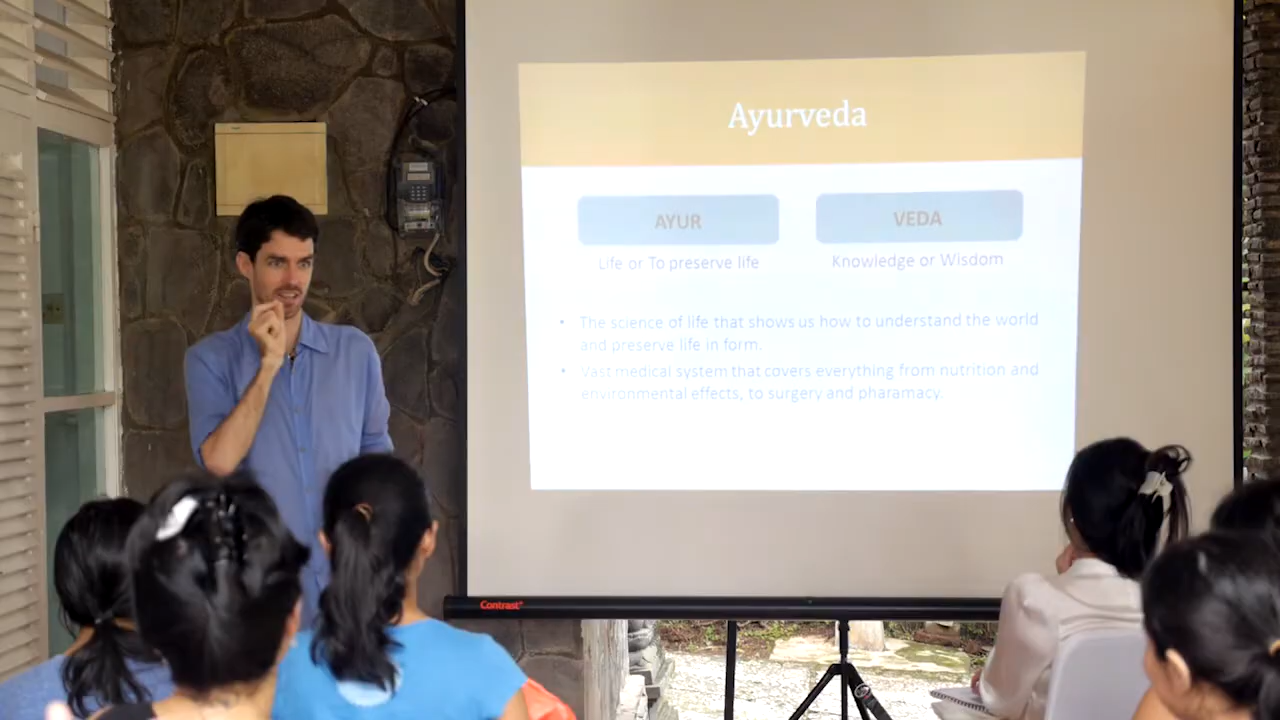 Ayurveda
AYUR
VEDA
Life or To preserve life
Knowledge or Wisdom
• The science of life that shows us how to understand the world
and preserve life in form.
• Vast medical system that covers everything from nutrition and
environmental effects, to surgery and pharamacy.
Contrast